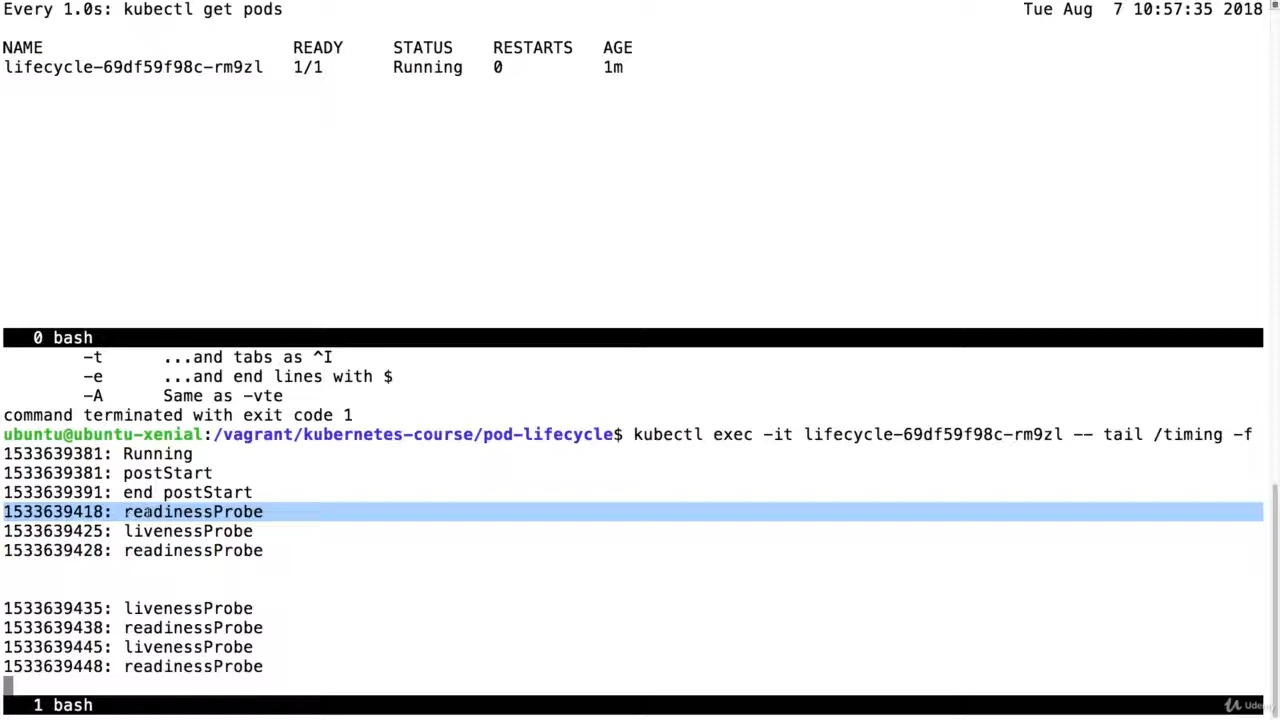 Every 1.0s: kubectl get pods Tue Aug 7 10:57:35 2018
NAME READY STATUS RESTARTS AGE
lifecycle-69df59f98c-rm9zl 1/1 Running 0 1m
0 bash
-t ...and tabs as ^I
-e ...and end lines with $
-A Same as -vte
command terminated with exit code 1
ubuntu@ubuntu-xenial:/vagrant/kubernetes-course/pod-lifecycle$ kubectl exec -it lifecycle-69df59f98c-rm9zl -- tail /timing -f
1533639381: Running
1533639381: postStart
1533639391: end postStart
1533639418: readinessProbe
1533639425: livenessProbe
1533639428: readinessProbe
1533639435: livenessProbe
1533639438: readinessProbe
1533639445: livenessProbe
1533639448: readinessProbe
1 bash